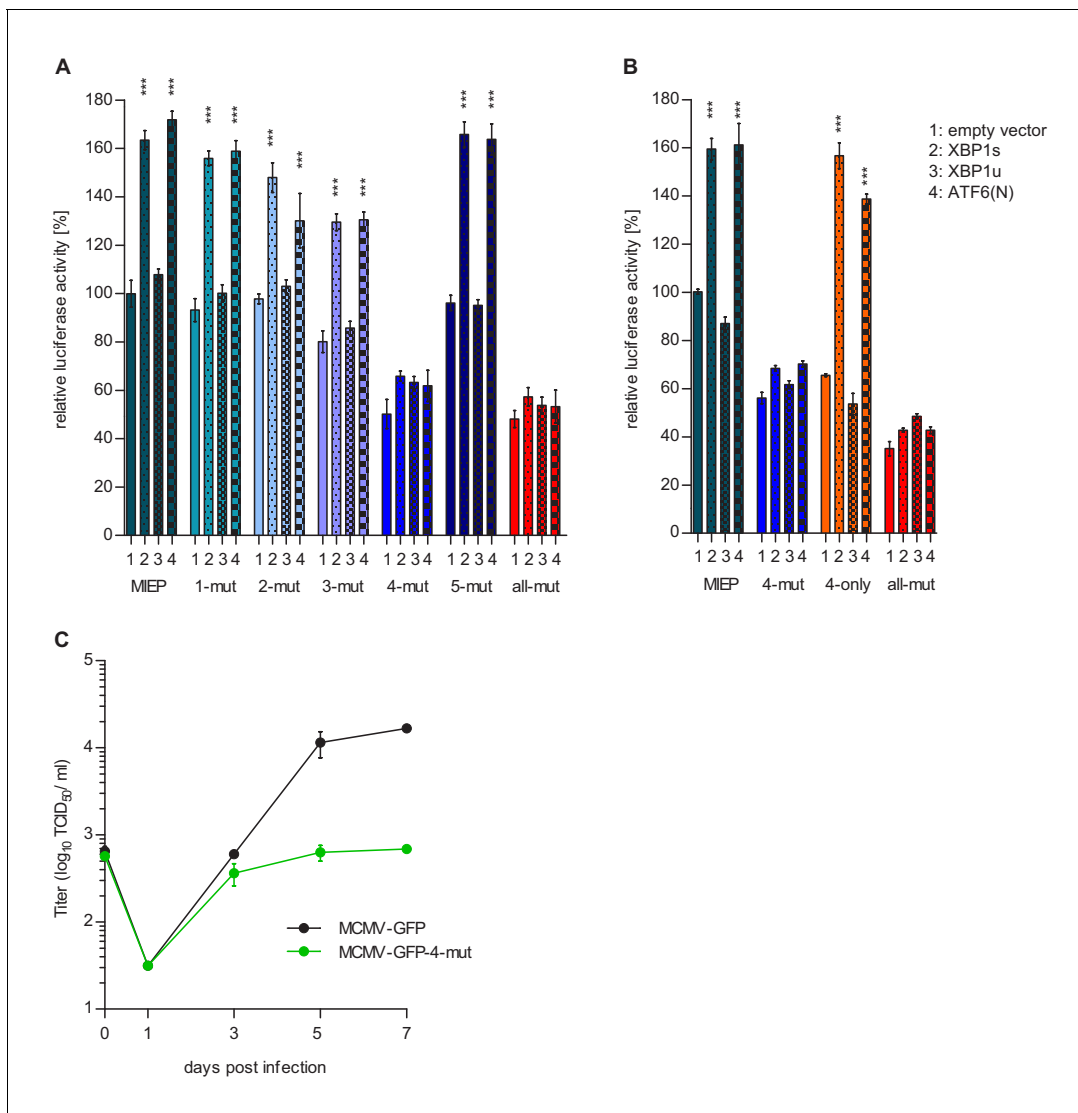 A
relative luciferase activity [%]
180
160
140
120
100
80
60
40
20
0
*** *** *** *** *** *** *** *** *** ***
1 2 3 4 1 2 3 4 1 2 3 4 1 2 3 4 1 2 3 4 1 2 3 4 1 2 3 4
MIEP 1-mut 2-mut 3-mut 4-mut 5-mut all-mut
B
relative luciferase activity [%]
180
160
140
120
100
80
60
40
20
0
*** *** *** ***
1 2 3 4 1 2 3 4 1 2 3 4 1 2 3 4
MIEP 4-mut 4-only all-mut
1: empty vector
2: XBP1s
3: XBP1u
4: ATF6(N)
C
Titer (log10 TCID50/ ml)
5
4
3
2
1
0 1 3 5 7
days post infection
MCMV-GFP
MCMV-GFP-4-mut